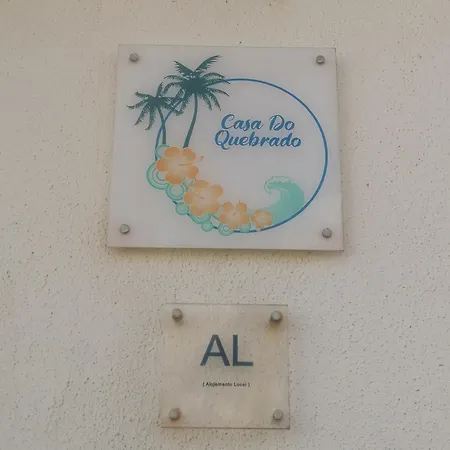 Casa Do
Quebrado
AL
( Alojamento Local )